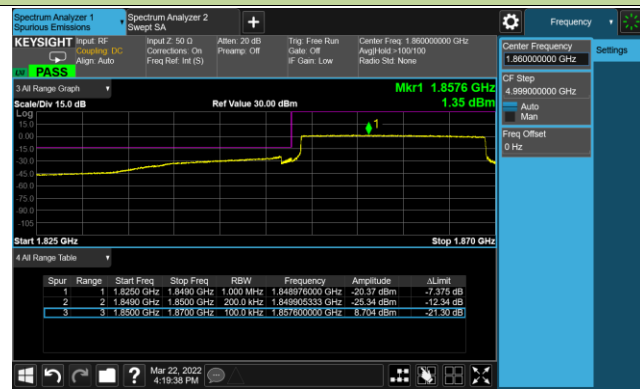 Spectrum Analyzer 1
Spurious Emissions
Spectrum Analyzer 2
Swept SA
+
Frequency
KEYSIGHT
Input: RF
Coupling: DC
Align: Auto
Input Z: 50 Ω
Corrections: On
Freq Ref: Int (S)
Atten: 20 dB
Preamp: Off
Trig: Free Run
Gate: Off
IF Gain: Low
Center Freq: 1.860000000 GHz
Avg|Hold:>100/100
Radio Std: None
LU PASS
Center Frequency
1.860000000 GHz
Settings
CF Step
4.999000000 GHz
Auto
Man
Freq Offset
0 Hz
3 All Range Graph
Mkr1 1.8576 GHz
Scale/Div 15.0 dB
Ref Value 30.00 dBm
1.35 dBm
Log
15.0
0.00
-15.0
-30.0
-45.0
-60.0
-75.0
-90.0
-105
1
Start 1.825 GHz
Stop 1.870 GHz
4 All Range Table
Spur Range Start Freq Stop Freq RBW Frequency Amplitude ΔLimit
1 1 1.8250 GHz 1.8490 GHz 1.000 MHz 1.848976000 GHz -20.37 dBm -7.375 dB
2 2 1.8490 GHz 1.8500 GHz 200.0 kHz 1.849905333 GHz -25.34 dBm -12.34 dB
3 3 1.8500 GHz 1.8700 GHz 100.0 kHz 1.857600000 GHz 8.704 dBm -21.30 dB
?
Mar 22, 2022
4:19:38 PM